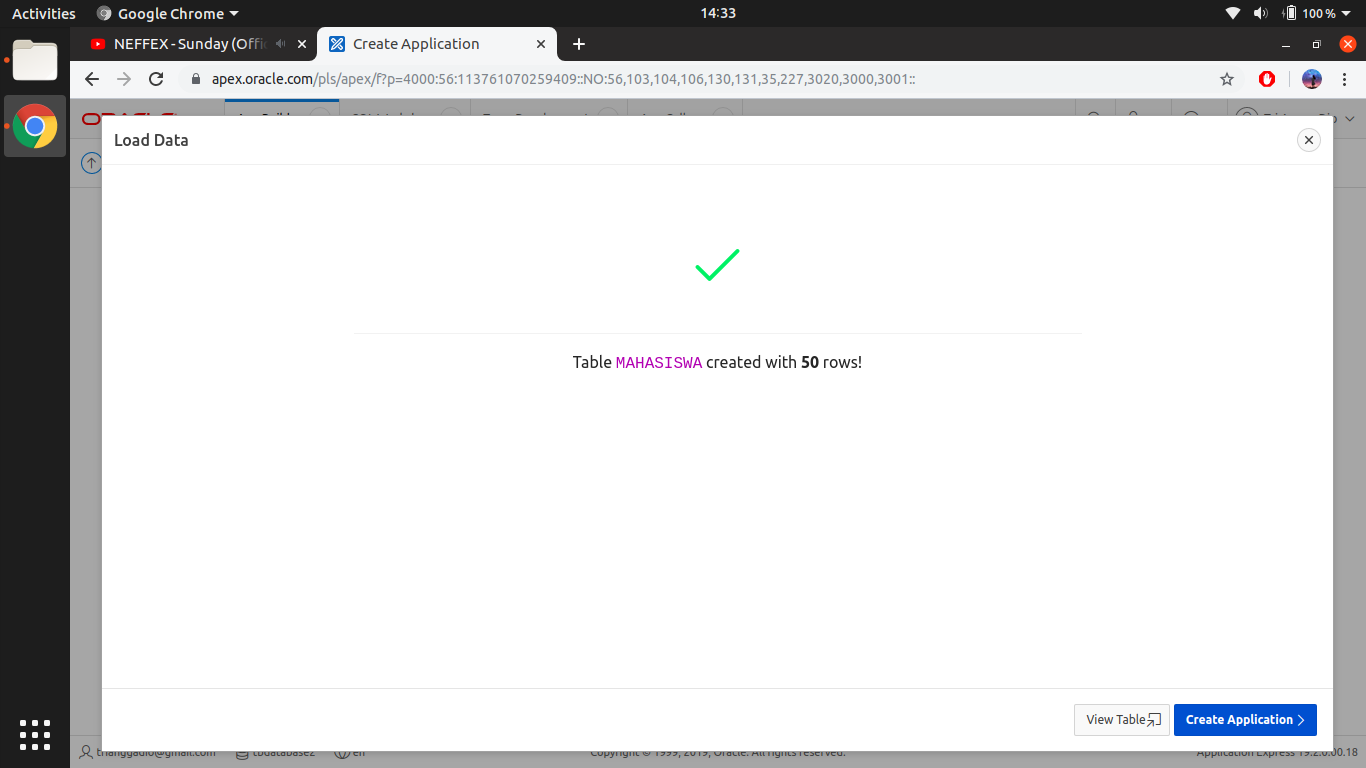 Activities Google Chrome 14:33 100 %
NEFFEX - Sunday (Offi Create Application
apex.oracle.com/pls/apex/f?p=4000:56:113761070259409::NO:56,103,104,106,130,131,35,227,3020,3000,3001::
ORACLE
Load Data
Table MAHASISWA created with 50 rows!
View Table Create Application
trianggadio@gmail.com tbdatabase2 en Copyright © 1999, 2019, Oracle. All rights reserved. Application Express 19.2.0.00.18